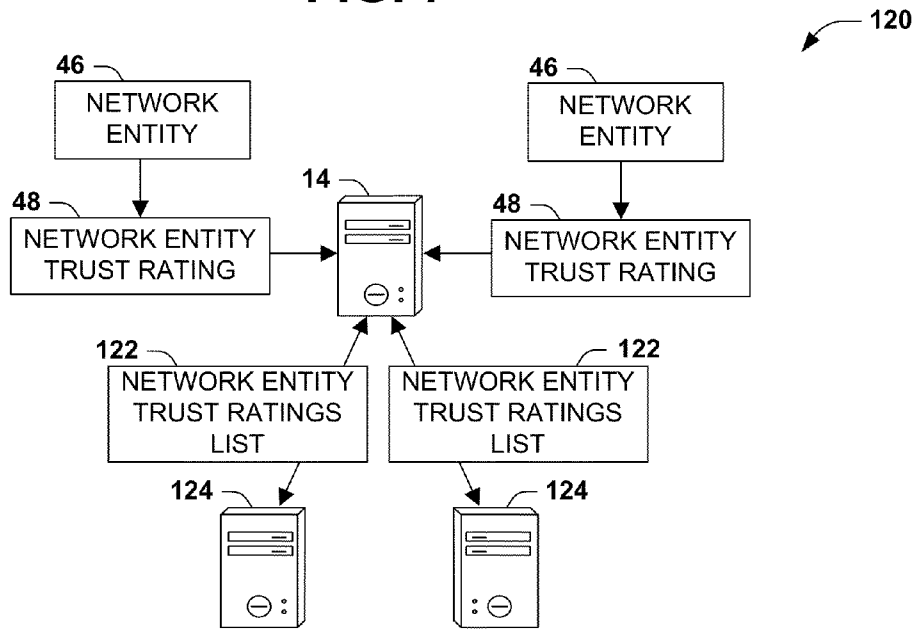 120
46
NETWORK
ENTITY
46
NETWORK
ENTITY
14
48
NETWORK ENTITY
TRUST RATING
48
NETWORK ENTITY
TRUST RATING
122
NETWORK ENTITY
TRUST RATINGS
LIST
122
NETWORK ENTITY
TRUST RATINGS
LIST
124
124